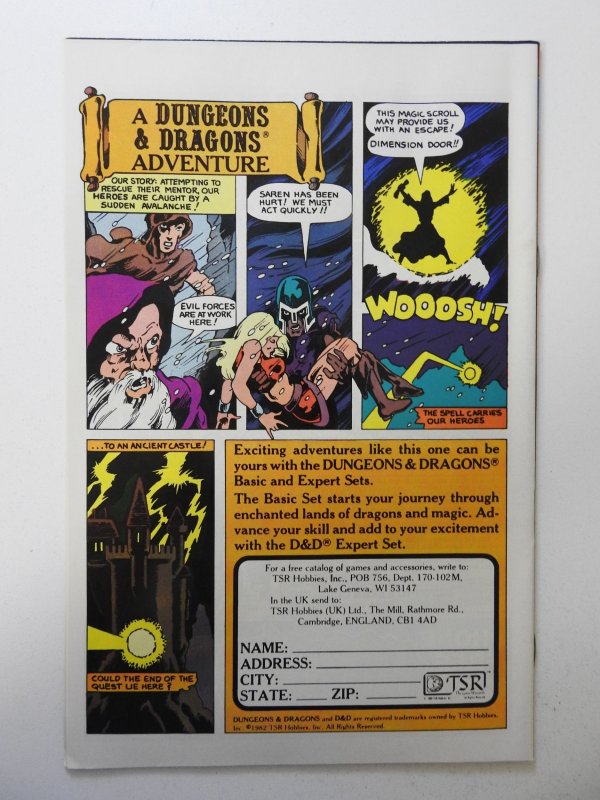 A DUNGEONS
& DRAGONS®
ADVENTURE
OUR STORY: ATTEMPTING TO
RESCUE THEIR MENTOR, OUR
HEROES ARE CAUGHT BY A
SUDDEN AVALANCHE!
EVIL FORCES
ARE AT WORK
HERE!
SAREN HAS BEEN
HURT! WE MUST
ACT QUICKLY!!
THIS MAGIC SCROLL
MAY PROVIDE US
WITH AN ESCAPE!
DIMENSION DOOR!!
WOOOSH!
THE SPELL CARRIES
OUR HEROES
...TO AN ANCIENT CASTLE!
COULD THE END OF THE
QUEST LIE HERE?
Exciting adventures like this one can be
yours with the DUNGEONS & DRAGONS®
Basic and Expert Sets.
The Basic Set starts your journey through
enchanted lands of dragons and magic. Ad-
vance your skill and add to your excitement
with the D&D® Expert Set.
For a free catalog of games and accessories, write to:
TSR Hobbies, Inc., POB 756, Dept. 170-102M,
Lake Geneva, WI 53147
In the UK send to:
TSR Hobbies (UK) Ltd., The Mill, Rathmore Rd.,
Cambridge, ENGLAND, CB1 4AD
NAME:
ADDRESS:
CITY:
STATE: ZIP:
TSR
DUNGEONS & DRAGONS and D&D are registered trademarks owned by TSR Hobbies,
Inc. ©1982 TSR Hobbies, Inc. All Rights Reserved.